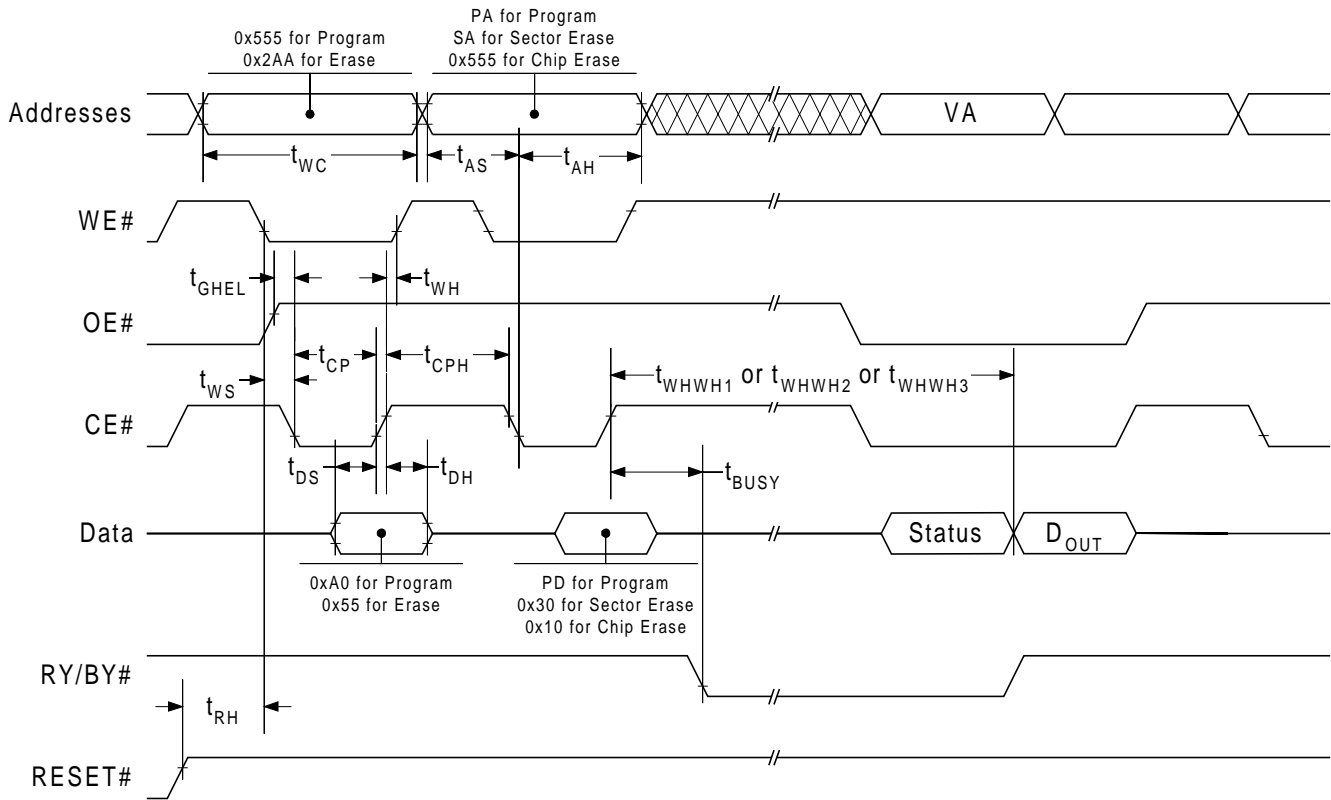 PA for Program
SA for Sector Erase
0x555 for Chip Erase
0x555 for Program
0x2AA for Erase
Addresses
VA
tWC
tAS
tAH
WE#
tGHEL
tWH
OE#
tCP
tCPH
tWHWH1 or tWHWH2 or tWHWH3
tWS
CE#
tDS
tDH
tBUSY
Data
Status
DOUT
0xA0 for Program
0x55 for Erase
PD for Program
0x30 for Sector Erase
0x10 for Chip Erase
RY/BY#
tRH
RESET#